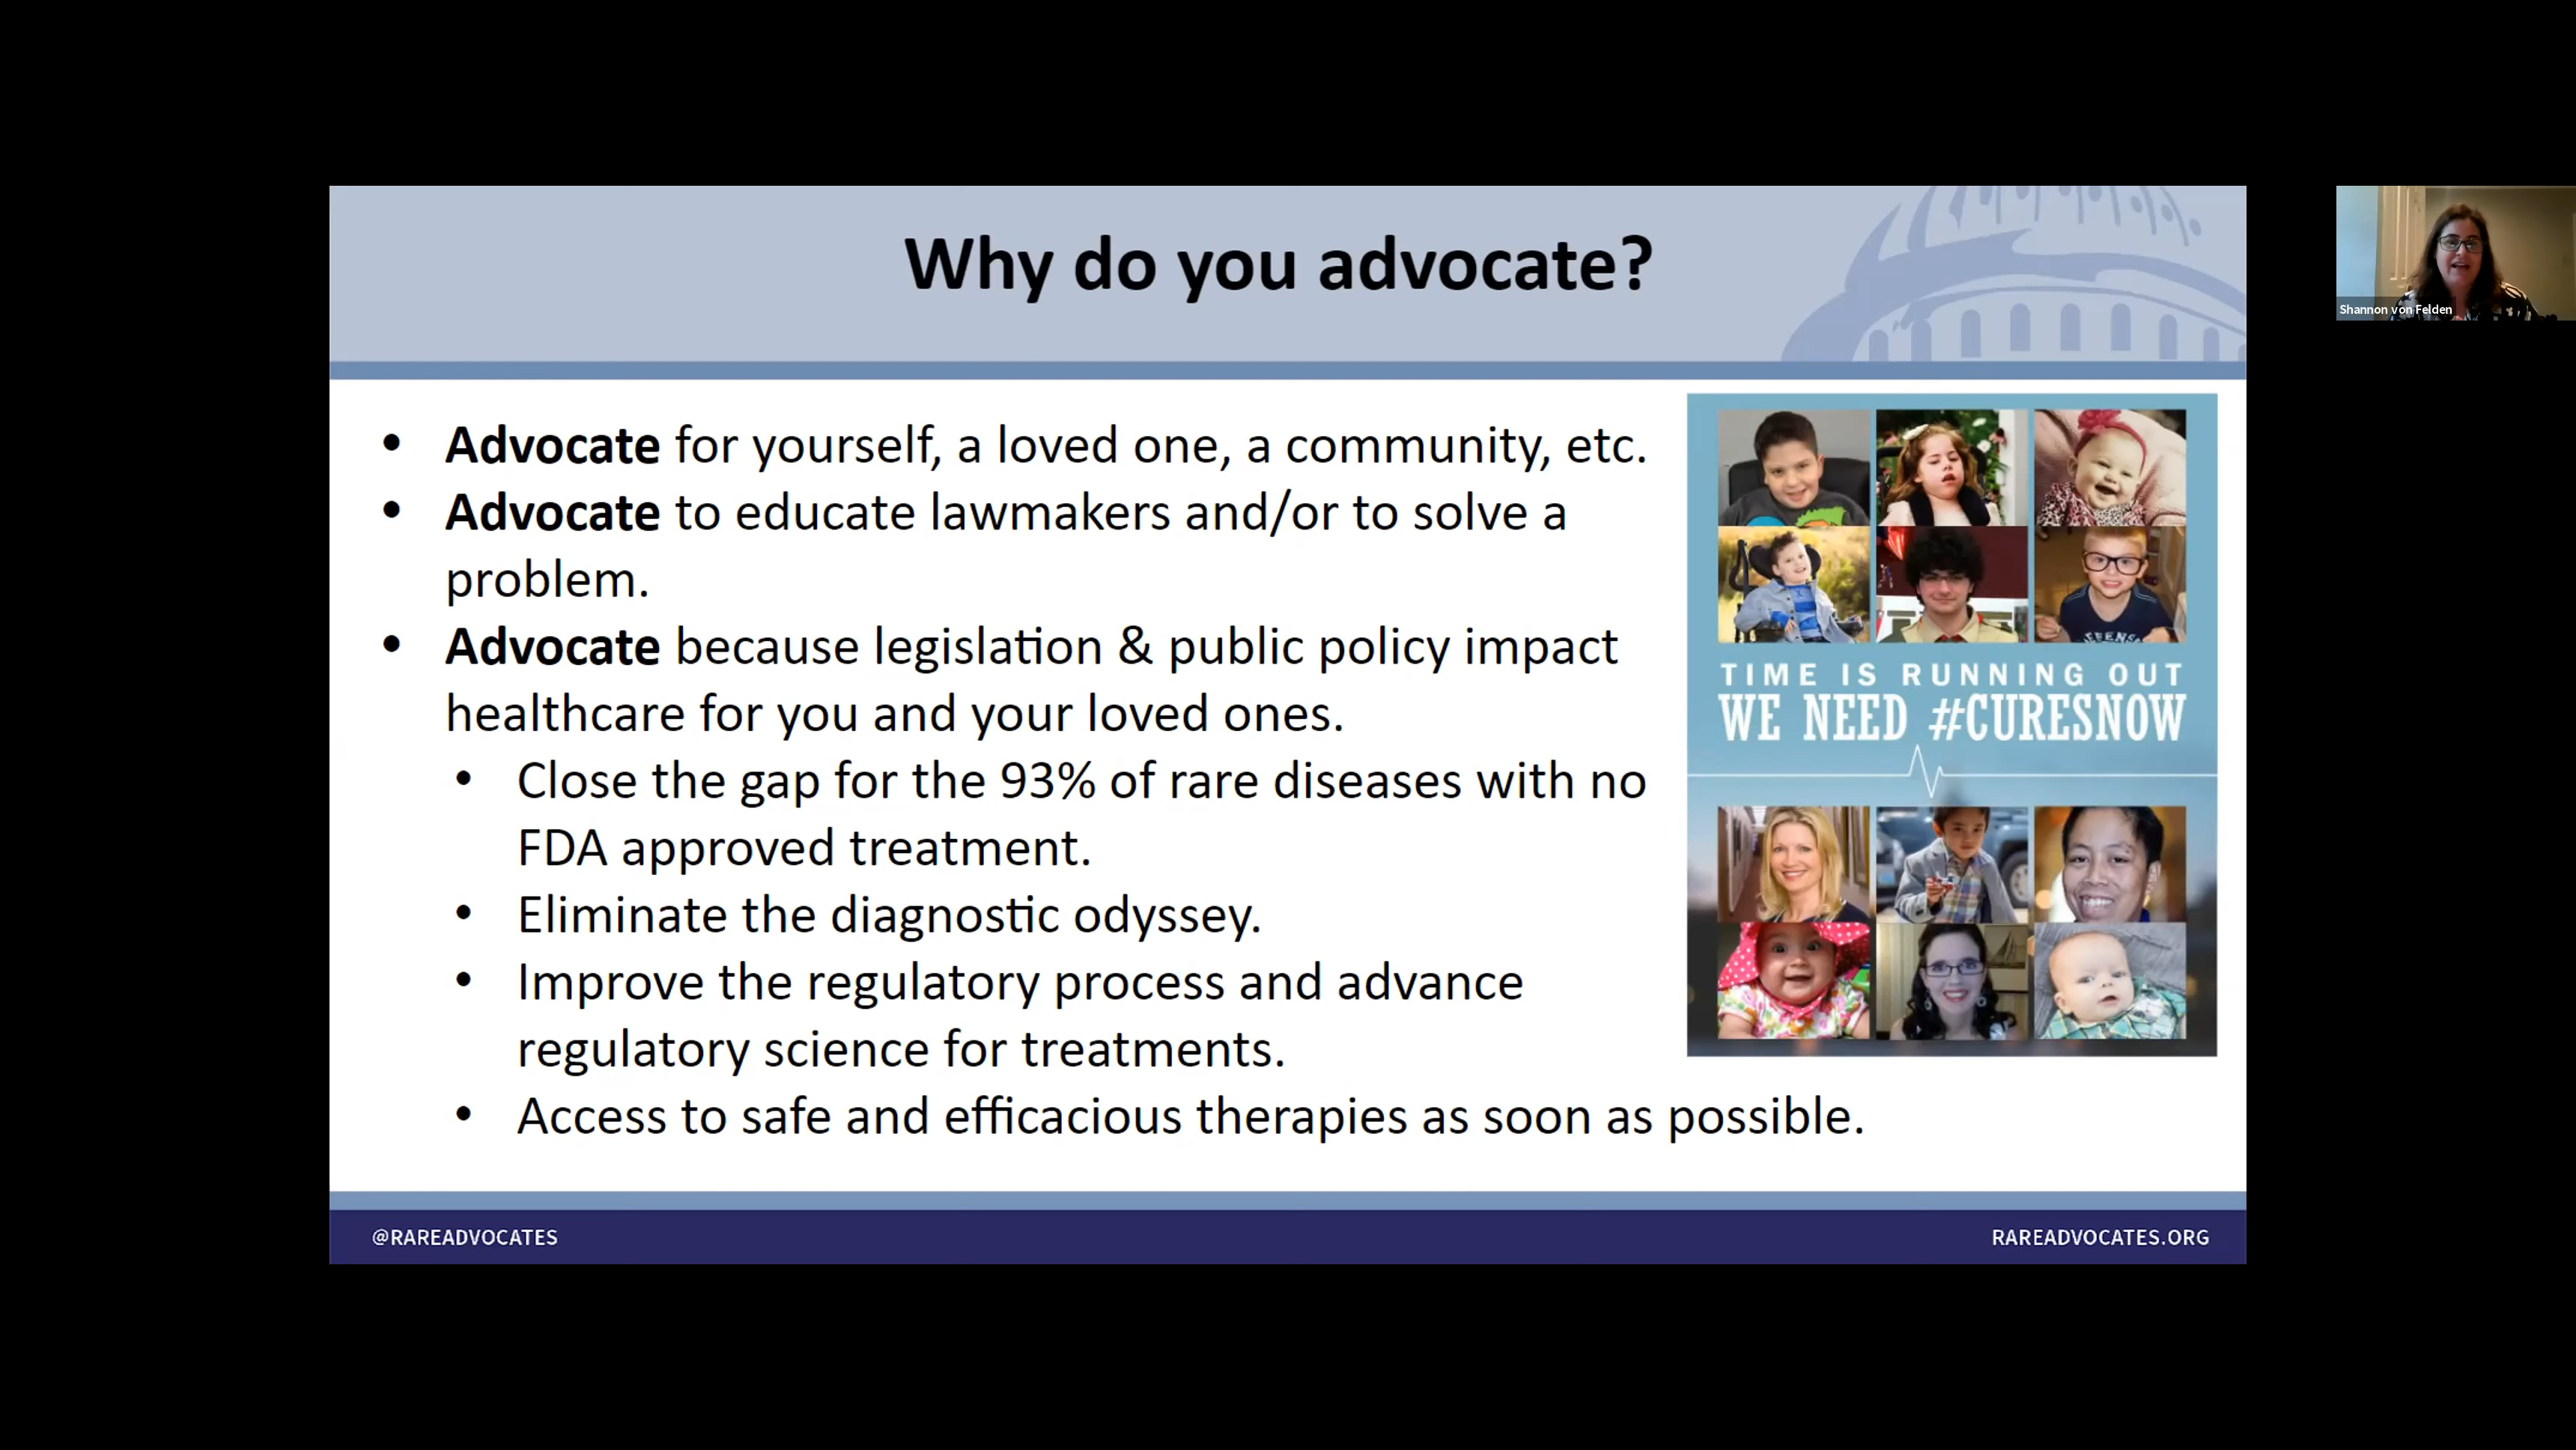 Why do you advocate?
Shannon von Felden
• Advocate for yourself, a loved one, a community, etc.
• Advocate to educate lawmakers and/or to solve a
problem.
• Advocate because legislation & public policy impact
healthcare for you and your loved ones.
• Close the gap for the 93% of rare diseases with no
FDA approved treatment.
• Eliminate the diagnostic odyssey.
• Improve the regulatory process and advance
regulatory science for treatments.
• Access to safe and efficacious therapies as soon as possible.
TIME IS RUNNING OUT
WE NEED #CURESNOW
@RAREADVOCATES
RAREADVOCATES.ORG